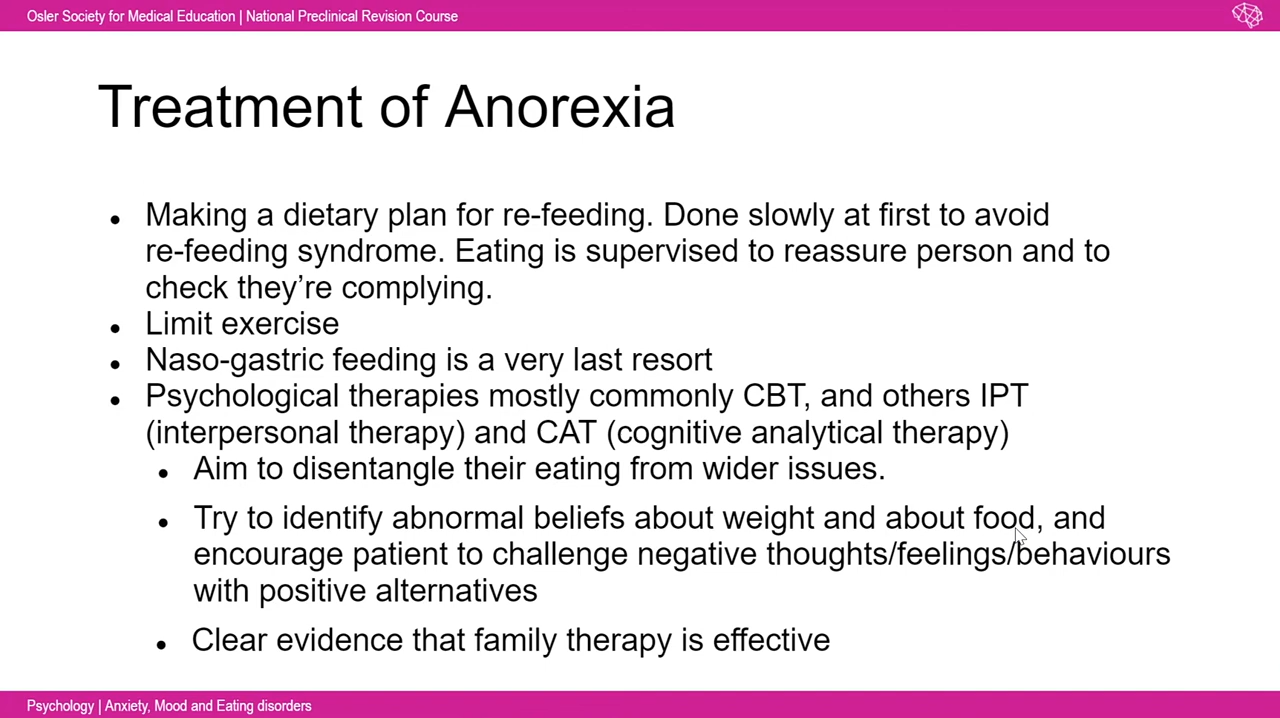 Osler Society for Medical Education | National Preclinical Revision Course
Treatment of Anorexia
• Making a dietary plan for re-feeding. Done slowly at first to avoid
re-feeding syndrome. Eating is supervised to reassure person and to
check they’re complying.
• Limit exercise
• Naso-gastric feeding is a very last resort
• Psychological therapies mostly commonly CBT, and others IPT
(interpersonal therapy) and CAT (cognitive analytical therapy)
• Aim to disentangle their eating from wider issues.
• Try to identify abnormal beliefs about weight and about food, and
encourage patient to challenge negative thoughts/feelings/behaviours
with positive alternatives
• Clear evidence that family therapy is effective
Psychology | Anxiety, Mood and Eating disorders